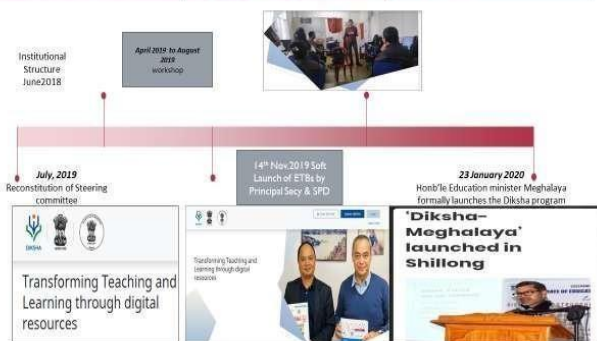 Institutional
Structure
June2018
April 2019 to August
2019
workshop
July, 2019
Reconstitution of Steering
committee
14th Nov,2019 Soft
Launch of ETBs by
Principal Secy & SPD
23 January 2020
Honb'le Education minister Meghalaya
formally launches the Diksha program
DIKSHA
Transforming Teaching and
Learning through digital
resources
Transforming Teaching and
Learning through digital
resources
'Diksha-
Meghalaya'
launched in
Shillong